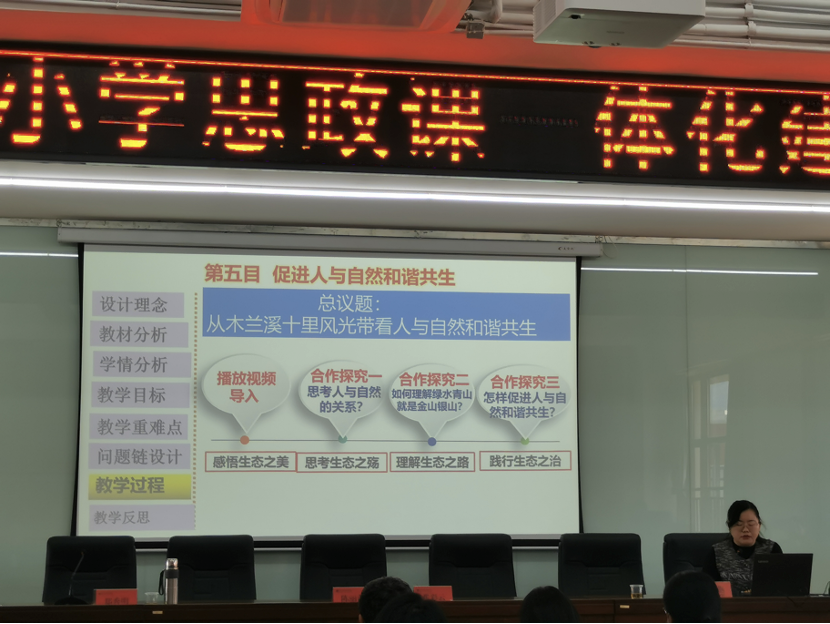 小学思政课一体化建
第五目 促进人与自然和谐共生
设计理念
教材分析
学情分析
教学目标
教学重难点
问题链设计
教学过程
教学反思
总议题：
从木兰溪十里风光带看人与自然和谐共生
播放视频
导入
合作探究一
思考人与自然
的关系？
合作探究二
如何理解绿水青山
就是金山银山？
合作探究三
怎样促进人与自
然和谐共生？
感悟生态之美
思考生态之殇
理解生态之路
践行生态之治